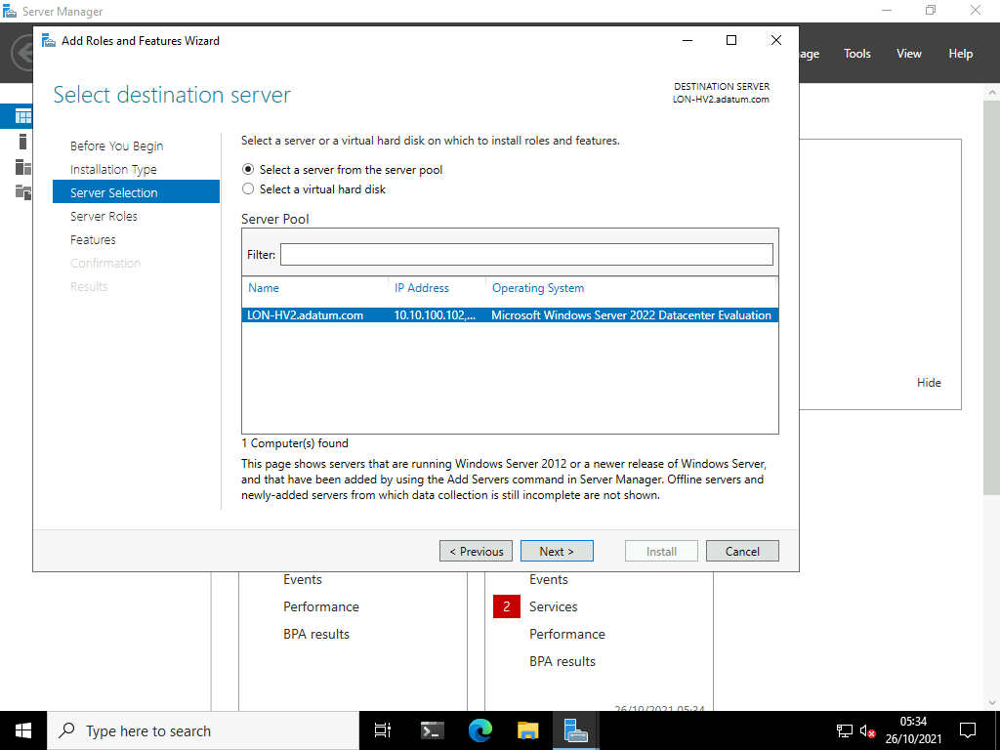 Server Manager
Add Roles and Features Wizard
Tools
View
Help
Select destination server
DESTINATION SERVER
LON-HV2.adatum.com
Before You Begin
Installation Type
Server Selection
Server Roles
Features
Confirmation
Results
Select a server or a virtual hard disk on which to install roles and features.
Select a server from the server pool
Select a virtual hard disk
Server Pool
Filter:
Name IP Address Operating System
LON-HV2.adatum.com 10.10.100.102,... Microsoft Windows Server 2022 Datacenter Evaluation
1 Computer(s) found
This page shows servers that are running Windows Server 2012 or a newer release of Windows Server,
and that have been added by using the Add Servers command in Server Manager. Offline servers and
newly-added servers from which data collection is still incomplete are not shown.
Hide
< Previous
Next >
Install
Cancel
Events
Performance
BPA results
Events
2 Services
Performance
BPA results
26/10/2021 05:34
Type here to search
05:34
26/10/2021